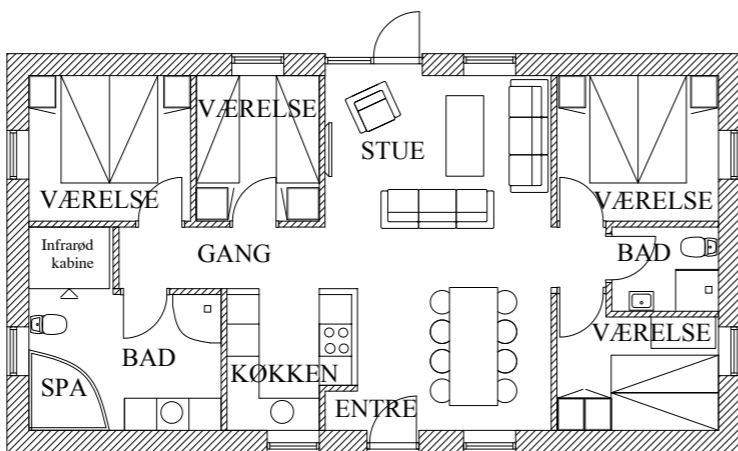 VÆRELSE
STUE
VÆRELSE
VÆRELSE
Infrarød
kabine
GANG
BAD
VÆRELSE
BAD
SPA
KØKKEN
ENTRE